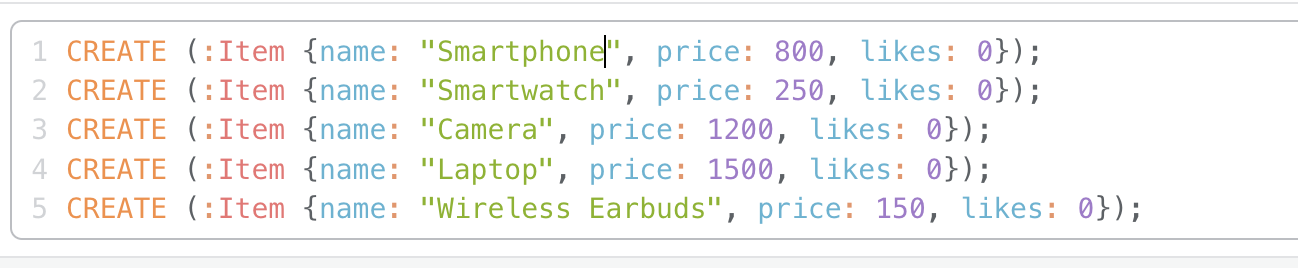 1 CREATE (:Item {name: "Smartphone", price: 800, likes: 0});
2 CREATE (:Item {name: "Smartwatch", price: 250, likes: 0});
3 CREATE (:Item {name: "Camera", price: 1200, likes: 0});
4 CREATE (:Item {name: "Laptop", price: 1500, likes: 0});
5 CREATE (:Item {name: "Wireless Earbuds", price: 150, likes: 0});